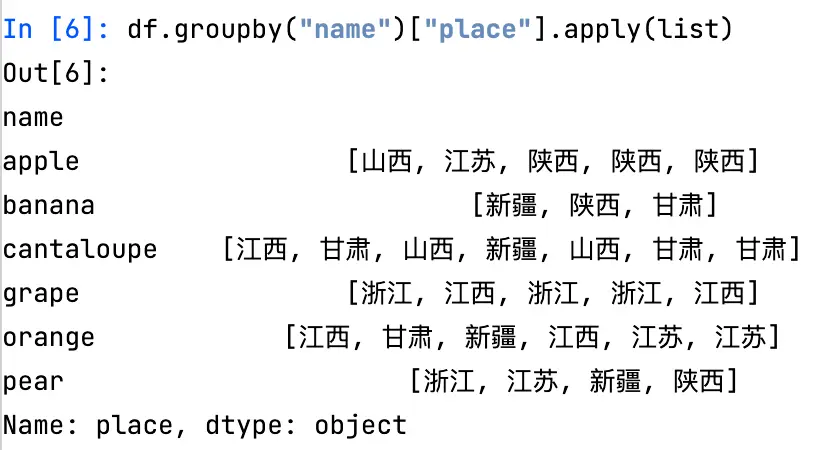 In [6]: df.groupby("name")["place"].apply(list)
Out[6]:
name
apple [山西, 江苏, 陕西, 陕西, 陕西]
banana [新疆, 陕西, 甘肃]
cantaloupe [江西, 甘肃, 山西, 新疆, 山西, 甘肃, 甘肃]
grape [浙江, 江西, 浙江, 浙江, 江西]
orange [江西, 甘肃, 新疆, 江西, 江苏, 江苏]
pear [浙江, 江苏, 新疆, 陕西]
Name: place, dtype: object